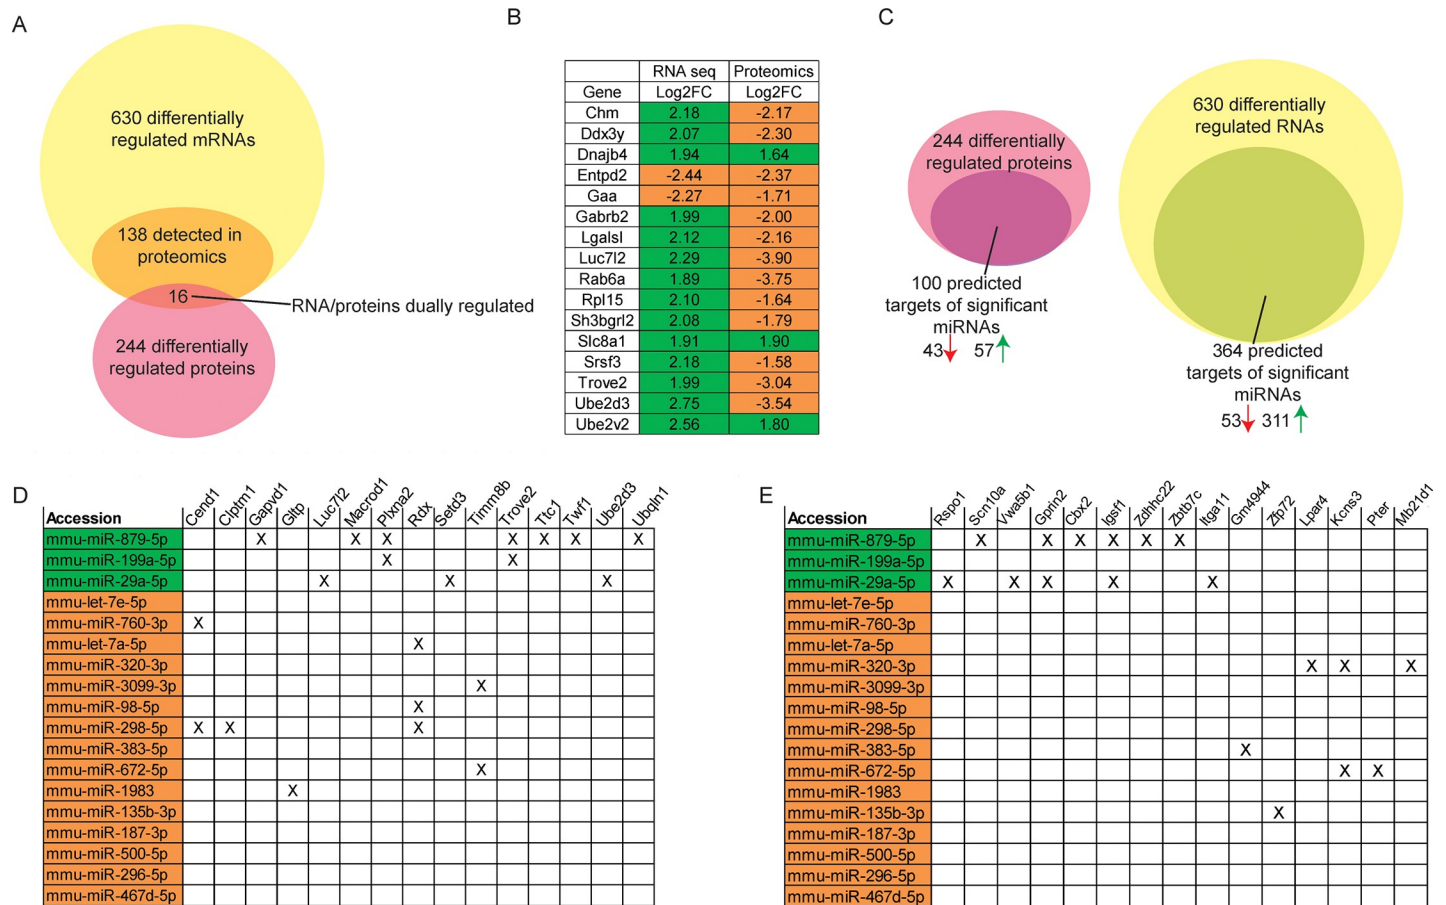 A
630 differentially
regulated mRNAs
138 detected in
proteomics
16
RNA/proteins dually regulated
244 differentially
regulated proteins
B
RNA seq Proteomics
Gene Log2FC Log2FC
Chm 2.18 -2.17
Ddx3y 2.07 -2.30
Dnajb4 1.94 1.64
Entpd2 -2.44 -2.37
Gaa -2.27 -1.71
Gabrb2 1.99 -2.00
Lgalsl 2.12 -2.16
Luc7l2 2.29 -3.90
Rab6a 1.89 -3.75
Rpl15 2.10 -1.64
Sh3bgrl2 2.08 -1.79
Slc8a1 1.91 1.90
Srsf3 2.18 -1.58
Trove2 1.99 -3.04
Ube2d3 2.75 -3.54
Ube2v2 2.56 1.80
C
244 differentially
regulated proteins
100 predicted
targets of significant
miRNAs
43 57
630 differentially
regulated RNAs
364 predicted
targets of significant
miRNAs
53 311
D
Accession Cend1 Clptm1 Gapvd1 Gltp Luc7l2 Macrod1 Plxna2 Rdx Setd3 Timm8b Trove2 Ttc1 Twf1 Ube2d3 Ubqln1
mmu-miR-879-5p X X X X X X X
mmu-miR-199a-5p X X
mmu-miR-29a-5p X X X
mmu-let-7e-5p
mmu-miR-760-3p X
mmu-let-7a-5p X
mmu-miR-320-3p
mmu-miR-3099-3p X
mmu-miR-98-5p X
mmu-miR-298-5p X X X
mmu-miR-383-5p
mmu-miR-672-5p X
mmu-miR-1983 X
mmu-miR-135b-3p
mmu-miR-187-3p
mmu-miR-500-5p
mmu-miR-296-5p
mmu-miR-467d-5p
E
Accession Rspo1 Scn10a Vwa5b1 Gprin2 Cbx2 Igsf1 Zdhhc22 Zbtb7c Itga11 Gm4944 Zfp72 Lpar4 Kcns3 Pter Mb21d1
mmu-miR-879-5p X X X X X X
mmu-miR-199a-5p
mmu-miR-29a-5p X X X X X
mmu-let-7e-5p
mmu-miR-760-3p
mmu-let-7a-5p
mmu-miR-320-3p X X X
mmu-miR-3099-3p
mmu-miR-98-5p
mmu-miR-298-5p
mmu-miR-383-5p X
mmu-miR-672-5p X X
mmu-miR-1983
mmu-miR-135b-3p X
mmu-miR-187-3p
mmu-miR-500-5p
mmu-miR-296-5p
mmu-miR-467d-5p